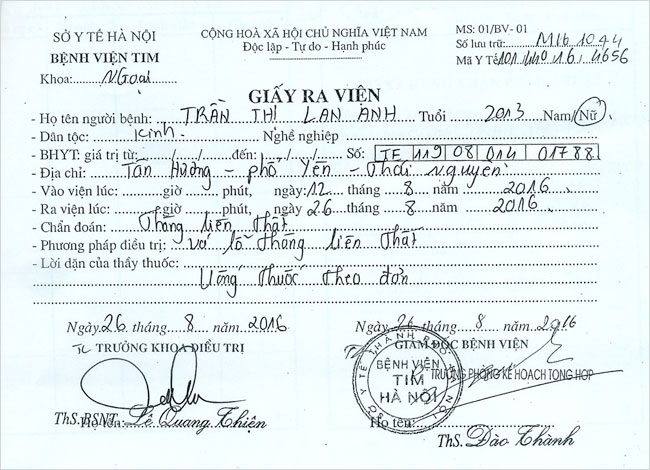 SỞ Y TẾ HÀ NỘI
BỆNH VIỆN TIM
Khoa: Ngoại
CỘNG HOÀ XÃ HỘI CHỦ NGHĨA VIỆT NAM
Độc lập - Tự do - Hạnh phúc
MS: 01/BV- 01
Số lưu trữ: M16 1044
Mã Y Tế 101.440.16.4656
GIẤY RA VIỆN
- Họ tên người bệnh: TRẦN THỊ LAN ANH Tuổi 2013 Nam/Nữ
- Dân tộc: Kinh Nghề nghiệp
- BHYT: giá trị từ: / / đến: / / Số: TE 119 08 014 01788
- Địa chỉ: Tân Hương - phổ Yên - Thái Nguyên
- Vào viện lúc: giờ phút, ngày: 12 tháng 8 năm 2016
- Ra viện lúc: giờ phút, ngày 26 tháng 8 năm 2016
- Chẩn đoán: Thông liên thất
- Phương pháp điều trị: vá lỗ thông liên thất
- Lời dặn của thầy thuốc:
Uống thuốc theo đơn
Ngày 26 tháng 8 năm 2016
TL TRƯỞNG KHOA ĐIỀU TRỊ
ThS.BSNT. Lê Quang Thiện
Họ tên:
Ngày 26 tháng 8 năm 2016
GIÁM ĐỐC BỆNH VIỆN
TRƯỞNG PHÒNG KẾ HOẠCH TỔNG HỢP
BỆNH VIỆN
TIM
HÀ NỘI
Họ tên:
ThS. Đào Thành